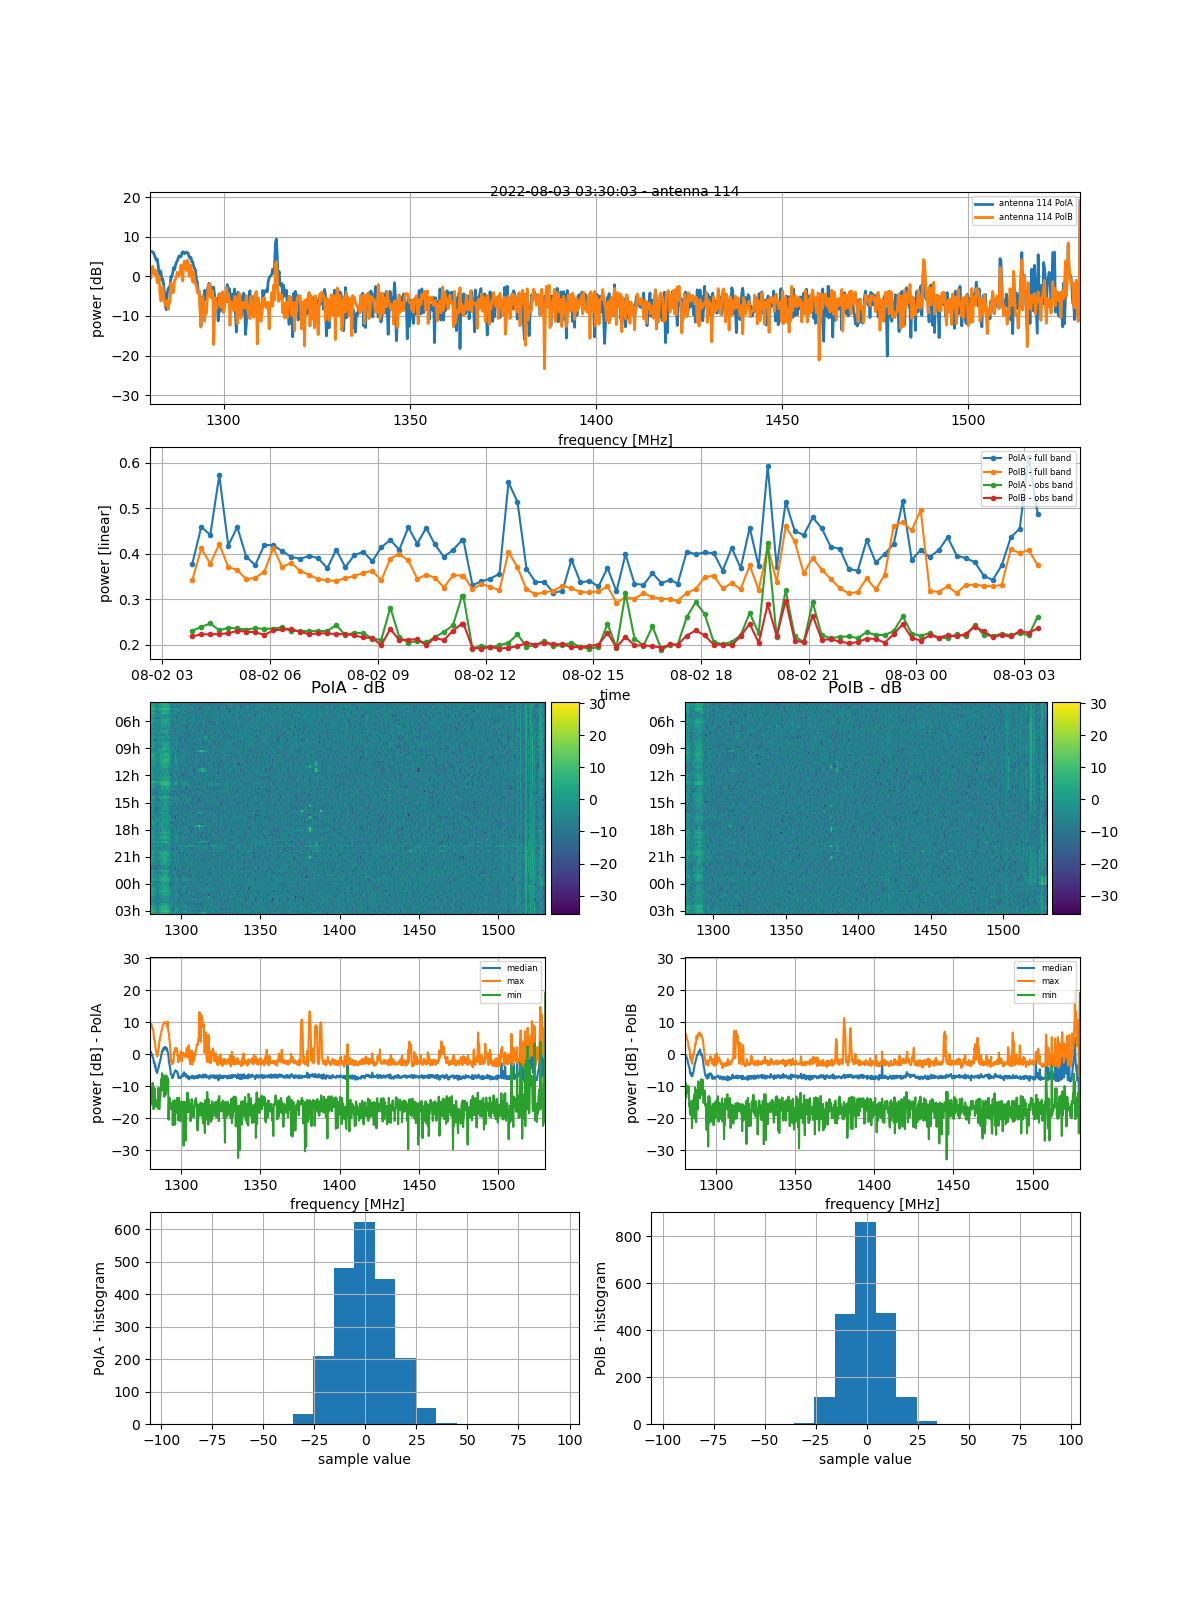 2022-08-03 03:30:03 - antenna 114
20
10
0
−10
−20
−30
power [dB]
antenna 114 PolA
antenna 114 PolB
1300 1350 1400 1450 1500
frequency [MHz]
0.6
0.5
0.4
0.3
0.2
power [linear]
PolA - full band
PolB - full band
PolA - obs band
PolB - obs band
08-02 03 08-02 06 08-02 09 08-02 12 08-02 15 08-02 18 08-02 21 08-03 00 08-03 03
time
PolA - dB
06h
09h
12h
15h
18h
21h
00h
03h
1300 1350 1400 1450 1500
30
20
10
0
−10
−20
−30
PolB - dB
06h
09h
12h
15h
18h
21h
00h
03h
1300 1350 1400 1450 1500
30
20
10
0
−10
−20
−30
30
20
10
0
−10
−20
−30
power [dB] - PolA
median
max
min
1300 1350 1400 1450 1500
frequency [MHz]
30
20
10
0
−10
−20
−30
power [dB] - PolB
median
max
min
1300 1350 1400 1450 1500
frequency [MHz]
600
500
400
300
200
100
0
PolA - histogram
−100 −75 −50 −25 0 25 50 75 100
sample value
800
600
400
200
0
PolB - histogram
−100 −75 −50 −25 0 25 50 75 100
sample value